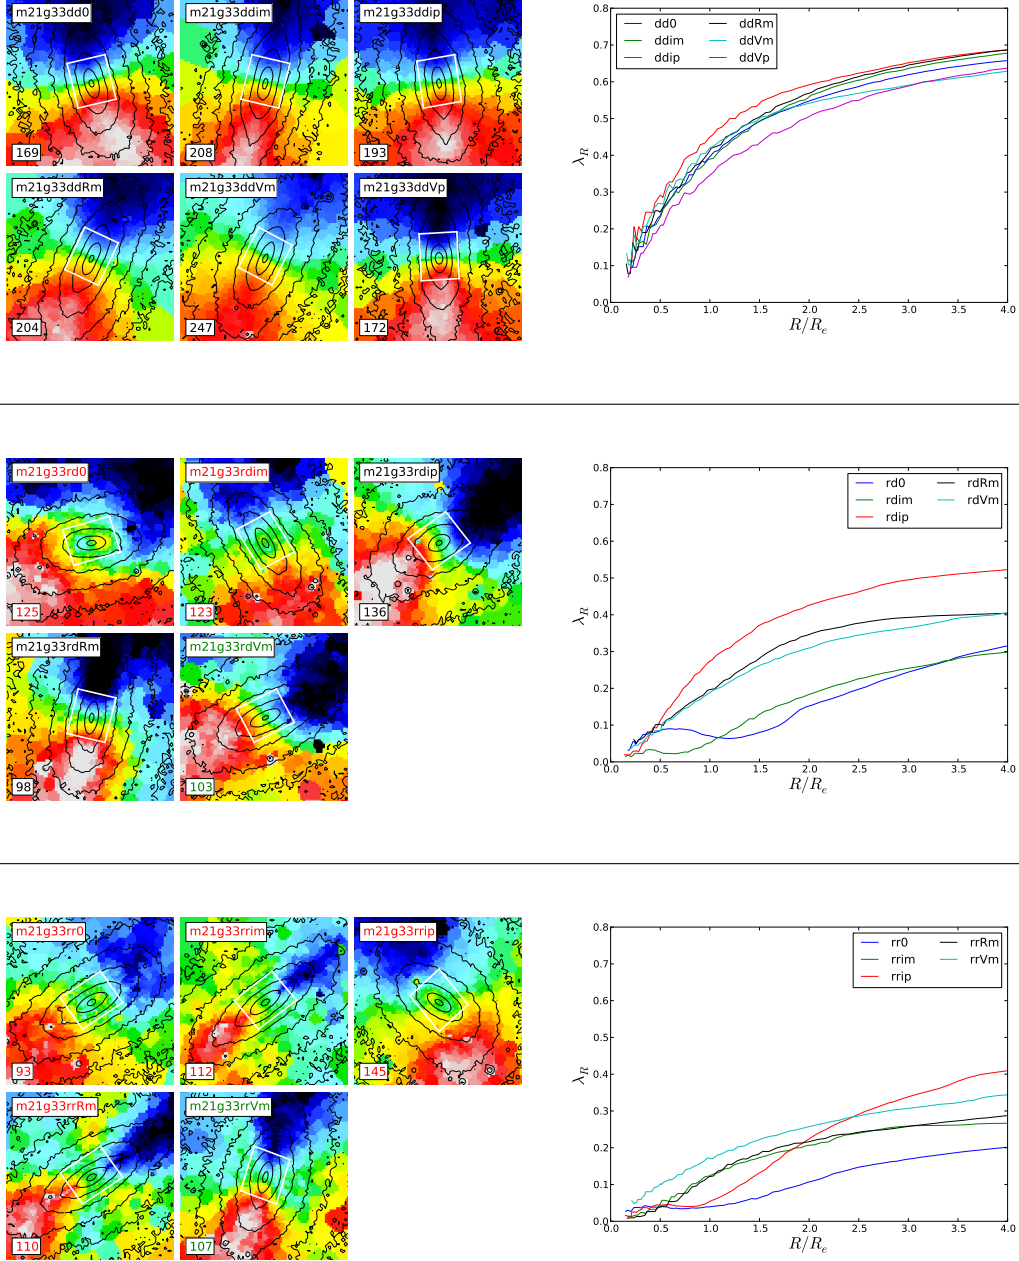 m21g33dd0 m21g33ddim m21g33ddip
169 208 193
m21g33ddRm m21g33ddVm m21g33ddVp
204 247 172
0.8
0.7
0.6
0.5
0.4
0.3
0.2
0.1
0.0
λ_R
dd0 ddRm
ddim ddVm
ddip ddVp
0.0 0.5 1.0 1.5 2.0 2.5 3.0 3.5 4.0
R/R_e
m21g33rd0 m21g33rdim m21g33rdip
125 123 136
m21g33rdRm m21g33rdVm
98 103
0.8
0.7
0.6
0.5
0.4
0.3
0.2
0.1
0.0
λ_R
rd0 rdRm
rdim rdVm
rdip
0.0 0.5 1.0 1.5 2.0 2.5 3.0 3.5 4.0
R/R_e
m21g33rr0 m21g33rrim m21g33rrip
93 112 145
m21g33rrRm m21g33rrVm
110 107
0.8
0.7
0.6
0.5
0.4
0.3
0.2
0.1
0.0
λ_R
rr0 rrRm
rrim rrVm
rrip
0.0 0.5 1.0 1.5 2.0 2.5 3.0 3.5 4.0
R/R_e